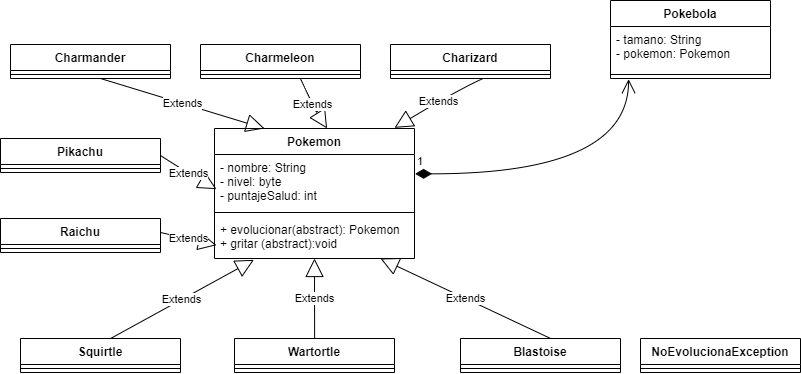 Pokebola
- tamano: String
- pokemon: Pokemon
Charmander
Charmeleon
Charizard
Extends
Extends
Extends
Pikachu
Extends
Pokemon
- nombre: String
- nivel: byte
- puntajeSalud: int
+ evolucionar(abstract): Pokemon
+ gritar (abstract):void
1
Raichu
Extends
Extends
Extends
Extends
Squirtle
Wartortle
Blastoise
NoEvolucionaException